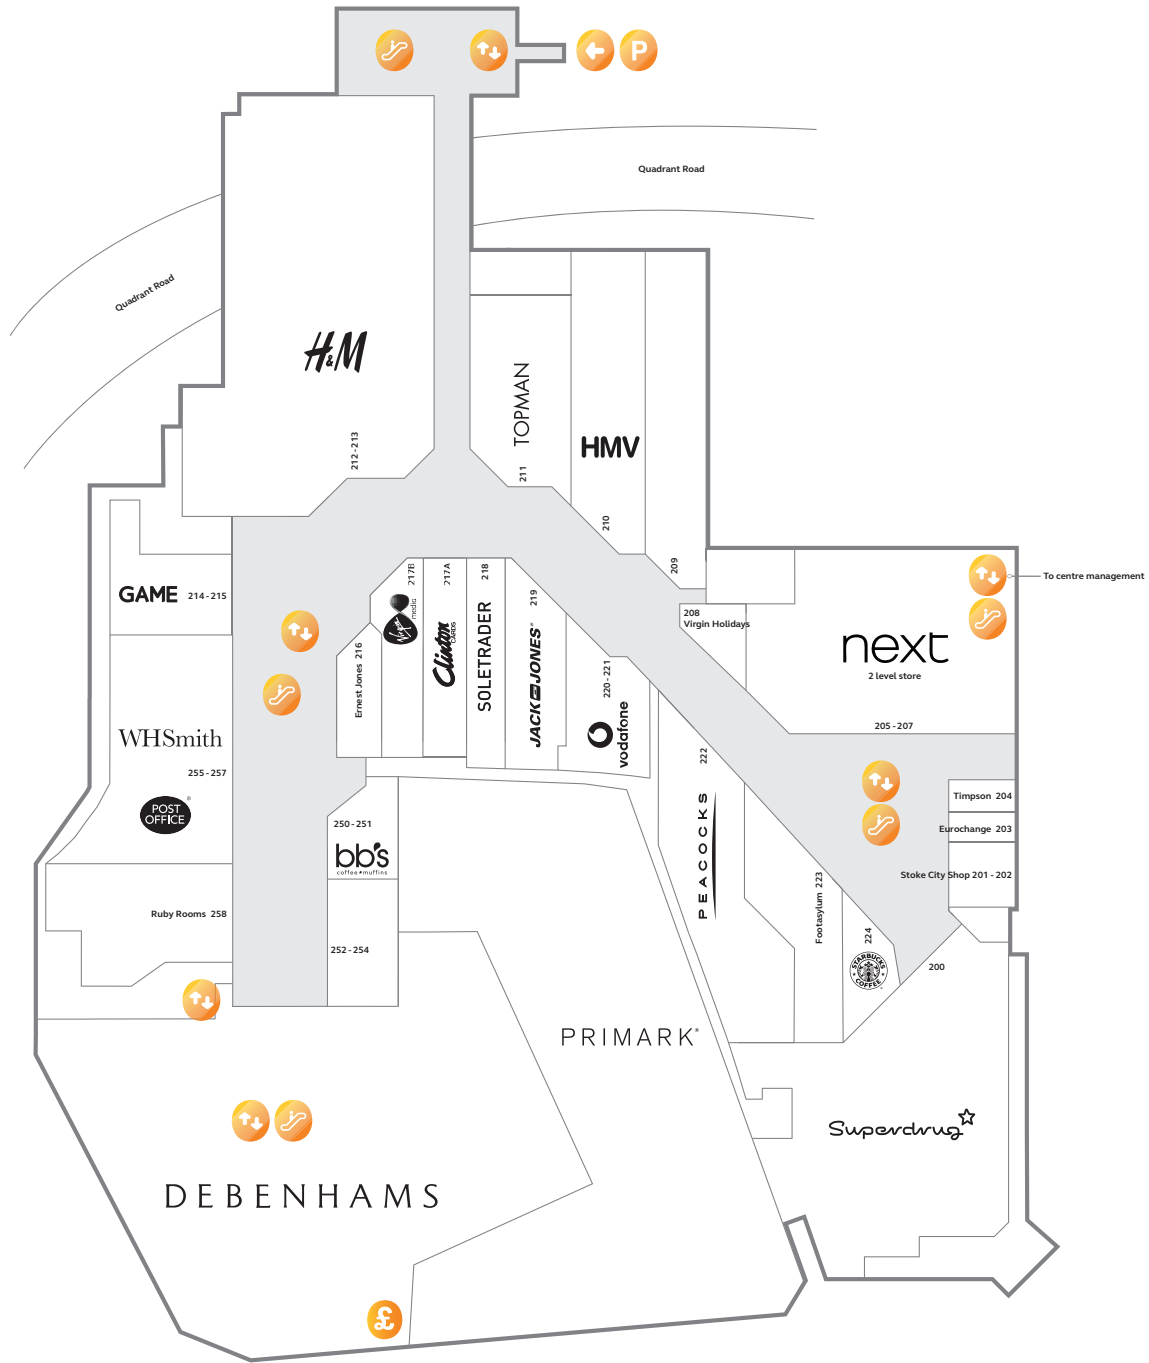 P
Quadrant Road
Quadrant Road
H&M
212 - 213
TOPMAN
211
HMV
210
209
To centre management
GAME
214 - 215
217B
Virgin
media
217A
Clinton
CARDS
218
SOLETRADER
219
JACK JONES®
208
Virgin Holidays
next
2 level store
205 - 207
Ernest Jones 216
220 - 221
vodafone
WHSmith
255 - 257
POST
OFFICE
®
222
PEACOCKS
Timpson 204
Eurochange 203
Stoke City Shop 201 - 202
250 - 251
bb's
coffee muffins
Ruby Rooms 258
252 - 254
Footasylum 223
224
STARBUCKS
COFFEE
200
PRIMARK®
Superdrug
DEBENHAMS
£